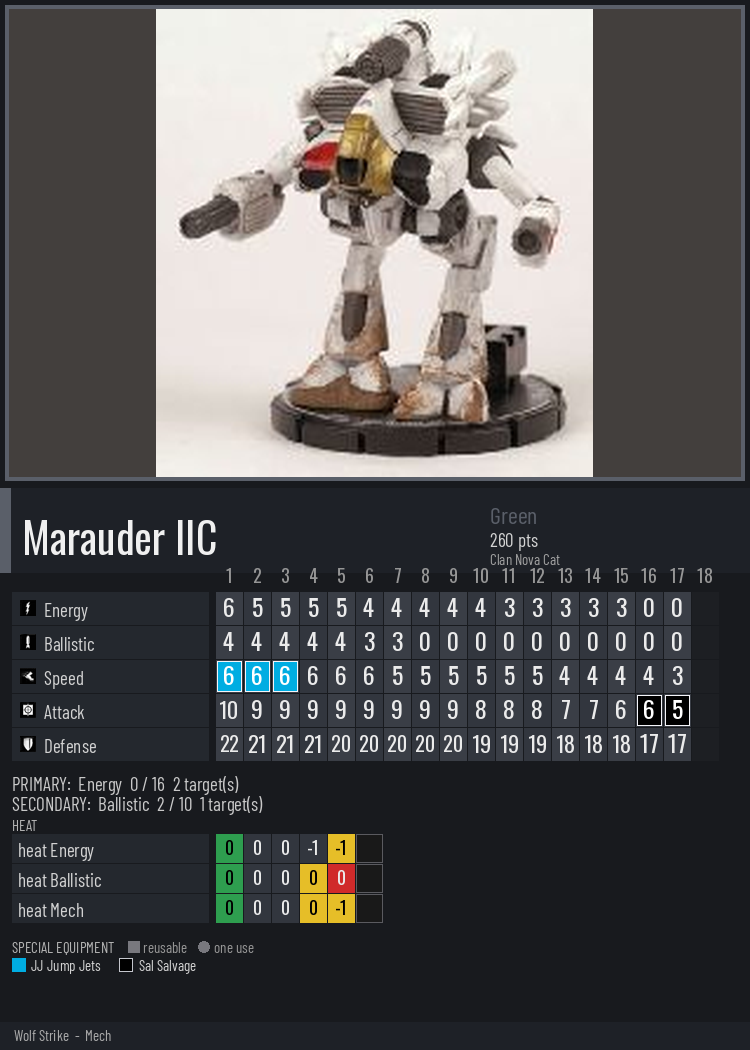 Marauder IIC
Green
260 pts
Clan Nova Cat
1 2 3 4 5 6 7 8 9 10 11 12 13 14 15 16 17 18
Energy 6 5 5 5 5 4 4 4 4 4 3 3 3 3 3 0 0
Ballistic 4 4 4 4 4 3 3 0 0 0 0 0 0 0 0 0 0
Speed 6 6 6 6 6 6 5 5 5 5 5 5 4 4 4 4 3
Attack 10 9 9 9 9 9 9 9 9 8 8 8 7 7 6 6 5
Defense 22 21 21 21 20 20 20 20 20 19 19 19 18 18 18 17 17
PRIMARY: Energy 0 / 16 2 target(s)
SECONDARY: Ballistic 2 / 10 1 target(s)
HEAT
heat Energy 0 0 0 -1 -1
heat Ballistic 0 0 0 0 0
heat Mech 0 0 0 0 -1
SPECIAL EQUIPMENT reusable one use
JJ Jump Jets Sal Salvage
Wolf Strike - Mech